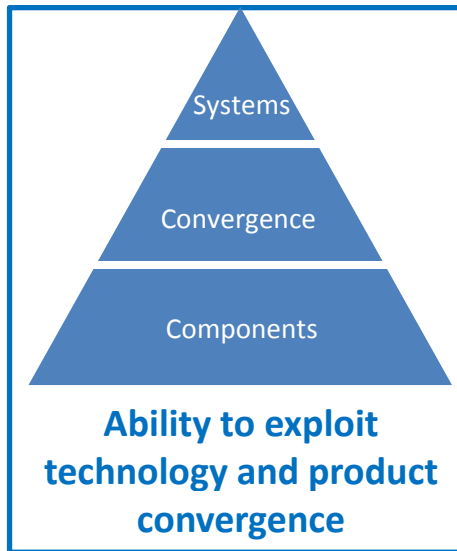 Systems
Convergence
Components
Ability to exploit
technology and product
convergence